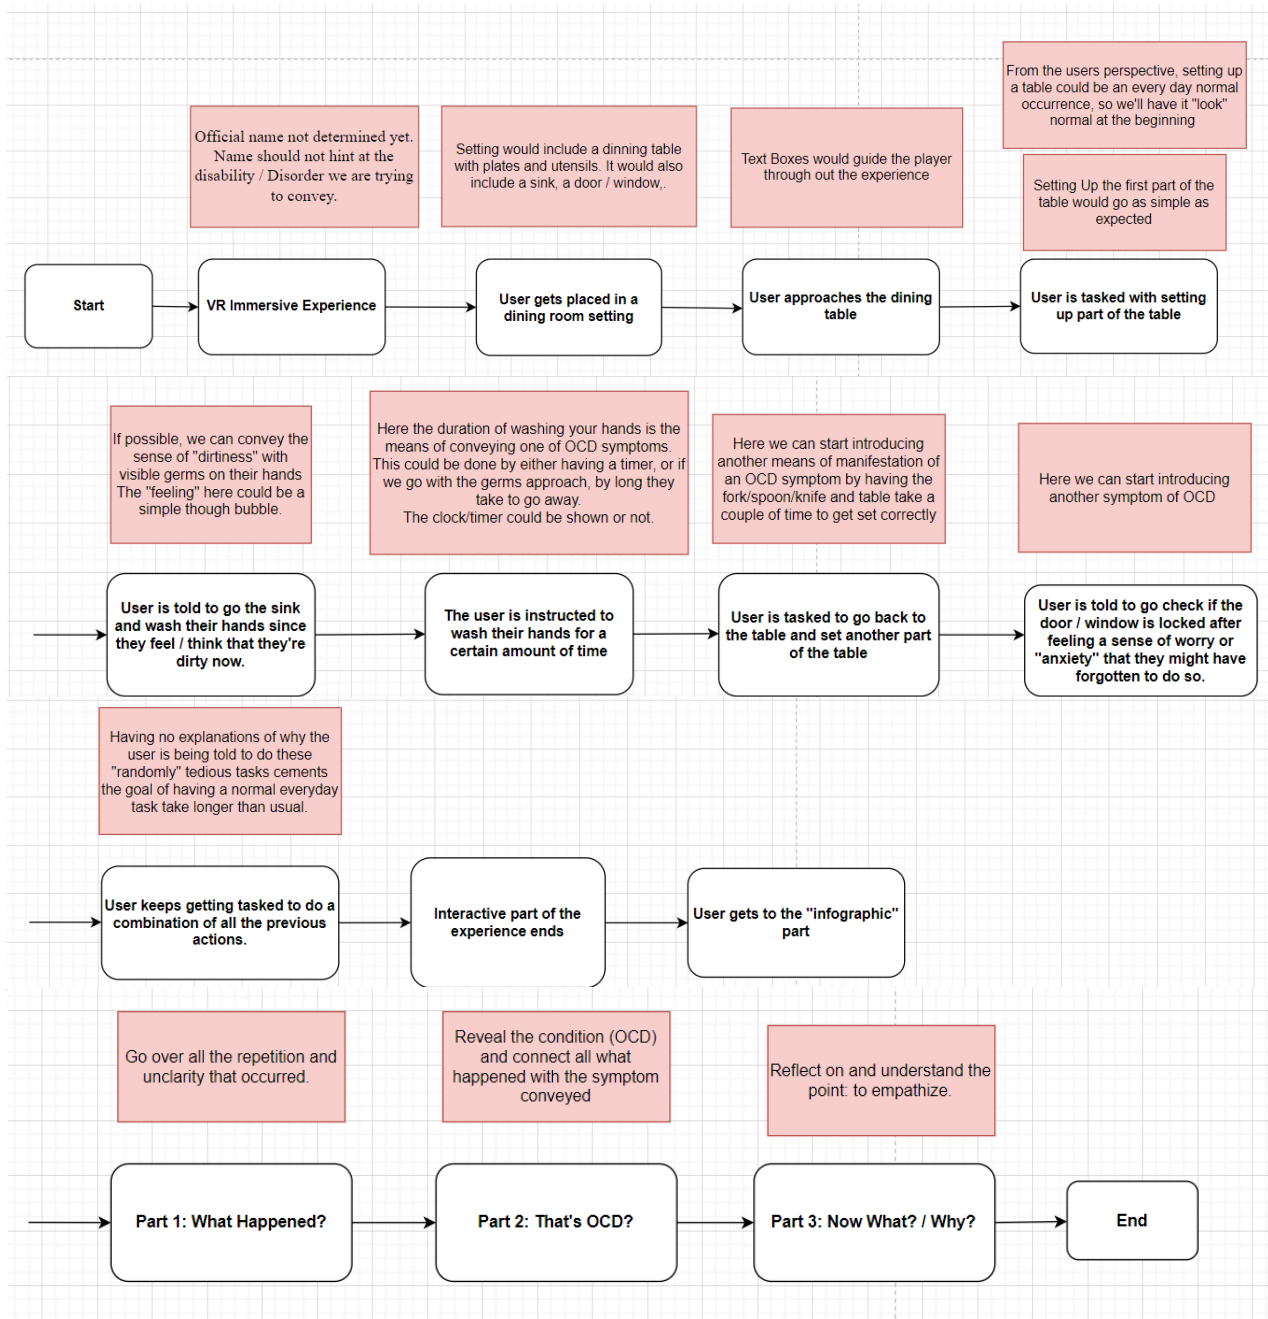 Official name not determined yet.
Name should not hint at the
disability / Disorder we are trying
to convey.
Setting would include a dinning table
with plates and utensils. It would also
include a sink, a door / window,.
Text Boxes would guide the player
through out the experience
From the users perspective, setting up
a table could be an every day normal
occurrence, so we'll have it "look"
normal at the beginning
Setting Up the first part of the
table would go as simple as
expected
Start
VR Immersive Experience
User gets placed in a
dining room setting
User approaches the dining
table
User is tasked with setting
up part of the table
If possible, we can convey the
sense of "dirtiness" with
visible germs on their hands
The "feeling" here could be a
simple though bubble.
Here the duration of washing your hands is the
means of conveying one of OCD symptoms.
This could be done by either having a timer, or if
we go with the germs approach, by long they
take to go away.
The clock/timer could be shown or not.
Here we can start introducing
another means of manifestation of
an OCD symptom by having the
fork/spoon/knife and table take a
couple of time to get set correctly
Here we can start introducing
another symptom of OCD
User is told to go the sink
and wash their hands since
they feel / think that they're
dirty now.
The user is instructed to
wash their hands for a
certain amount of time
User is tasked to go back to
the table and set another part
of the table
User is told to go check if the
door / window is locked after
feeling a sense of worry or
"anxiety" that they might have
forgotten to do so.
Having no explanations of why the
user is being told to do these
"randomly" tedious tasks cements
the goal of having a normal everyday
task take longer than usual.
User keeps getting tasked to do a
combination of all the previous
actions.
Interactive part of the
experience ends
User gets to the "infographic"
part
Go over all the repetition and
unclarity that occurred.
Reveal the condition (OCD)
and connect all what
happened with the symptom
conveyed
Reflect on and understand the
point: to empathize.
Part 1: What Happened?
Part 2: That's OCD?
Part 3: Now What? / Why?
End